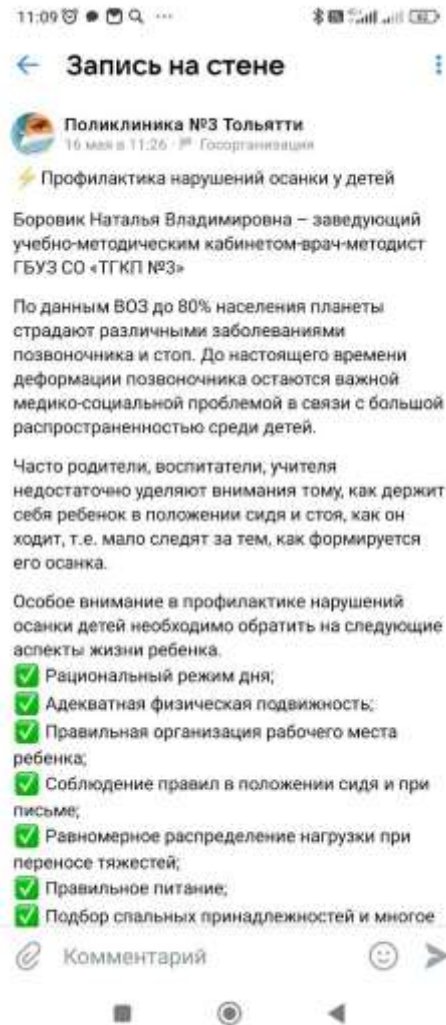 11:09
Запись на стене
Поликлиника №3 Тольятти
16 мая в 11:26 · Госорганизация
⚡ Профилактика нарушений осанки у детей
Боровик Наталья Владимировна – заведующий
учебно-методическим кабинетом-врач-методист
ГБУЗ СО «ТГКП №3»
По данным ВОЗ до 80% населения планеты
страдают различными заболеваниями
позвоночника и стоп. До настоящего времени
деформации позвоночника остаются важной
медико-социальной проблемой в связи с большой
распространенностью среди детей.
Часто родители, воспитатели, учителя
недостаточно уделяют внимания тому, как держит
себя ребенок в положении сидя и стоя, как он
ходит, т.е. мало следят за тем, как формируется
его осанка.
Особое внимание в профилактике нарушений
осанки детей необходимо обратить на следующие
аспекты жизни ребенка.
✅ Рациональный режим дня;
✅ Адекватная физическая подвижность;
✅ Правильная организация рабочего места
ребенка;
✅ Соблюдение правил в положении сидя и при
письме;
✅ Равномерное распределение нагрузки при
переносе тяжестей;
✅ Правильное питание;
✅ Подбор спальных принадлежностей и многое
Комментарий